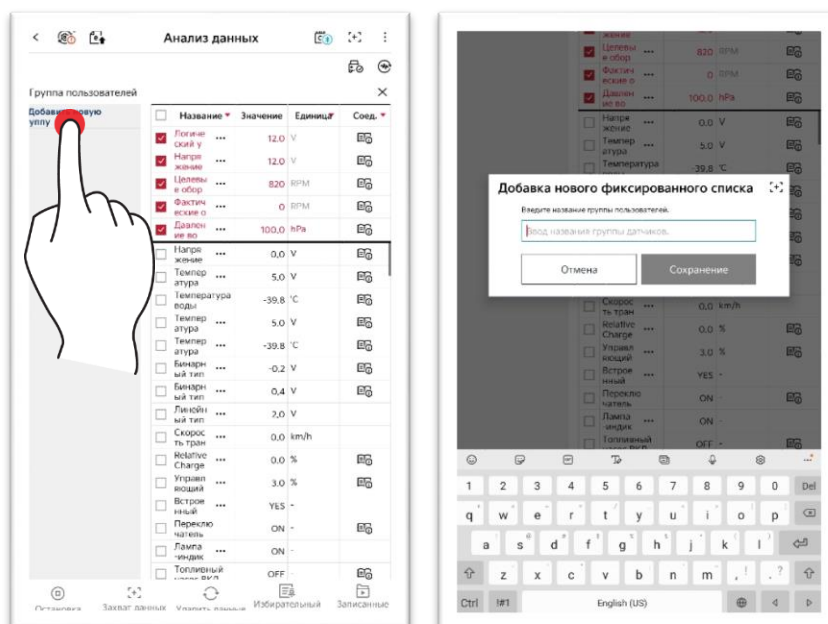 Анализ данных
Группа пользователей
Добавить новую
уппу
Название Значение Единица Соед.
Логиче ский у ... 12.0 V
Напря жение ... 12.0 V
Целевы е обор ... 820 RPM
Фактич еские о ... 0 RPM
Давлен ие во ... 100,0 hPa
Напря жение ... 0,0 V
Темпер атура ... 5.0 V
Температура воды -39.8 °C
Темпер атура ... 5.0 V
Темпер атура ... -39.8 °C
Бинарн ый тип ... -0.2 V
Бинарн ый тип ... 0,4 V
Линейн ый тип ... 2,0 V
Скорос ть тран ... 0,0 km/h
Relative Charge ... 0.0 %
Управл яющий ... 3.0 %
Встрое нный ... YES -
Переклю чатель ON -
Лампа -индик ... ON -
Топливный OFF
Остановка Захват данных Удалить данные Избирательный Записанные
жение
Целевы е обор ... 820 RPM
Фактич еские о ... 0 RPM
Давлен ие во ... 100,0 hPa
Напря жение ... 0.0 V
Темпер атура ... 5.0 V
Температура -39.8 °C
Добавка нового фиксированного списка
Введите название группы пользователей.
Ввод названия группы датчиков.
Отмена Сохранение
Скорос ть тран ... 0.0 km/h
Relative Charge ... 0.0 %
Управл яющий ... 3.0 %
Встрое нный ... YES -
Переклю чатель ON -
Лампа -индик ... ON -
Топливный OFF -
1 2 3 4 5 6 7 8 9 0 Del
q w e r t y u i o p
a s d f g h j k l
z x c v b n m , ! . ?
Ctrl !#1 English (US)